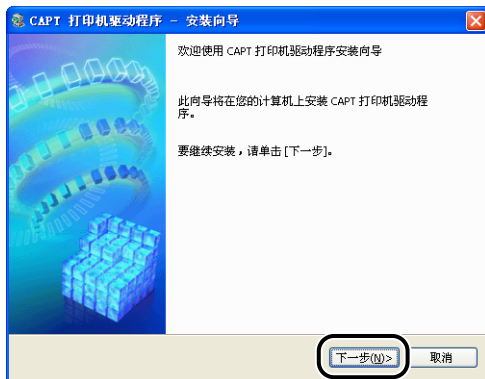 CAPT 打印机驱动程序 - 安装向导
欢迎使用 CAPT 打印机驱动程序安装向导
此向导将在您的计算机上安装 CAPT 打印机驱动程
序。
要继续安装，请单击 [下一步]。
下一步(N)> 取消